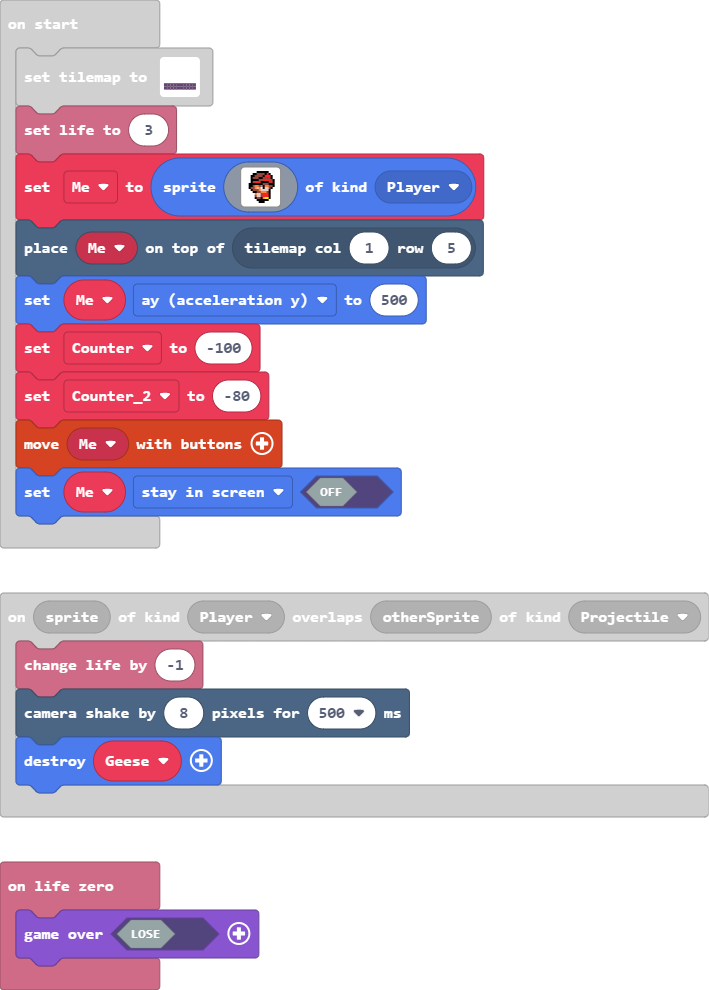 on start
set tilemap to
set life to 3
set Me to sprite of kind Player
place Me on top of tilemap col 1 row 5
set Me ay (acceleration y) to 500
set Counter to -100
set Counter_2 to -80
move Me with buttons
set Me stay in screen OFF
on sprite of kind Player overlaps otherSprite of kind Projectile
change life by -1
camera shake by 8 pixels for 500 ms
destroy Geese
on life zero
game over LOSE